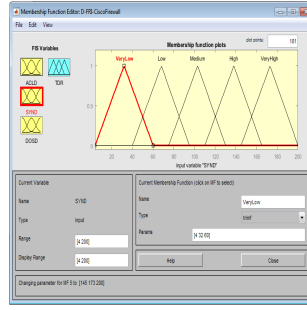 Membership Function Editor: D-FRI-CiscoFirewall
File Edit View
FIS Variables
Membership function plots
plot points:
181
ACLD
TDR
SYND
DOSD
VeryLow Low Medium High VeryHigh
1
0.5
0
20 40 60 80 100 120 140 160 180 200
input variable "SYND"
Current Variable
Name SYND
Type input
Range [4 200]
Display Range [4 200]
Current Membership Function (click on MF to select)
Name VeryLow
Type trimf
Params [4 32 60]
Help Close
Changing parameter for MF 5 to [145 173 200]